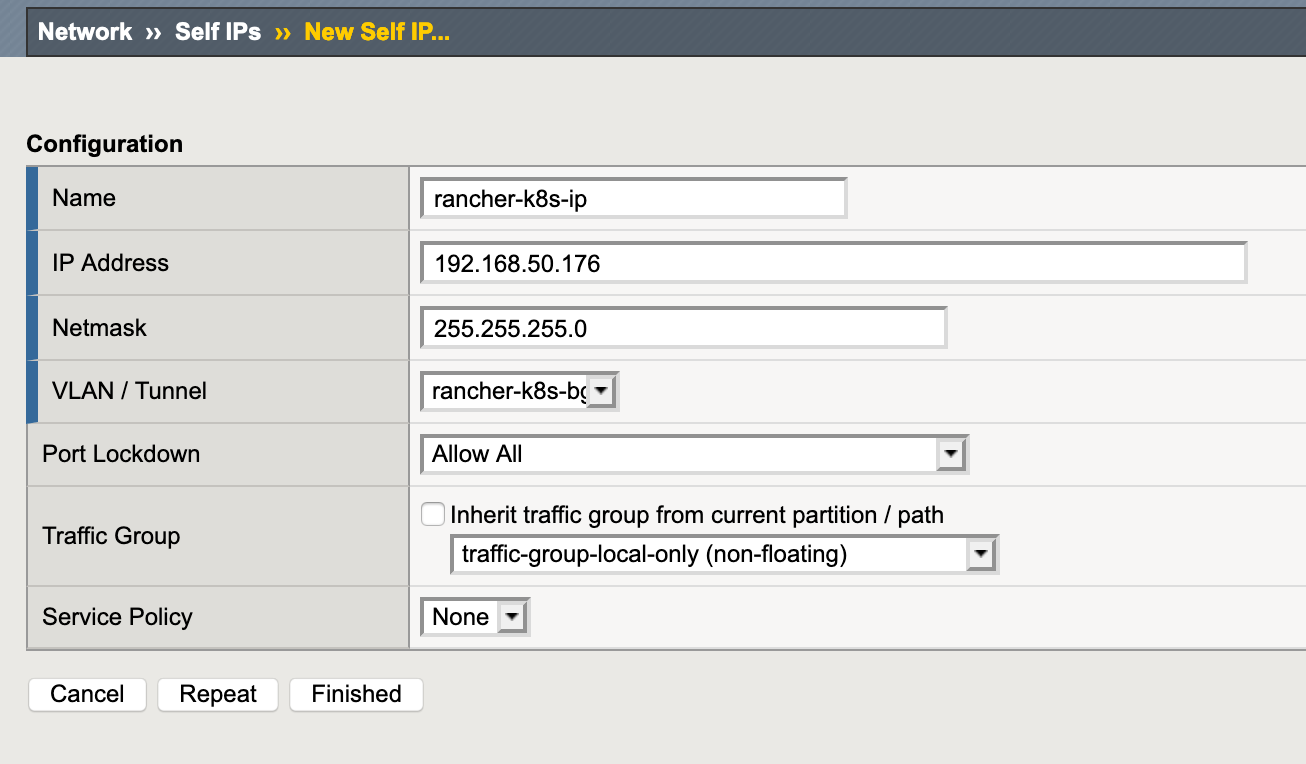 Network ›› Self IPs ›› New Self IP...
Configuration
Name rancher-k8s-ip
IP Address 192.168.50.176
Netmask 255.255.255.0
VLAN / Tunnel rancher-k8s-bg
Port Lockdown Allow All
Traffic Group Inherit traffic group from current partition / path
traffic-group-local-only (non-floating)
Service Policy None
Cancel Repeat Finished